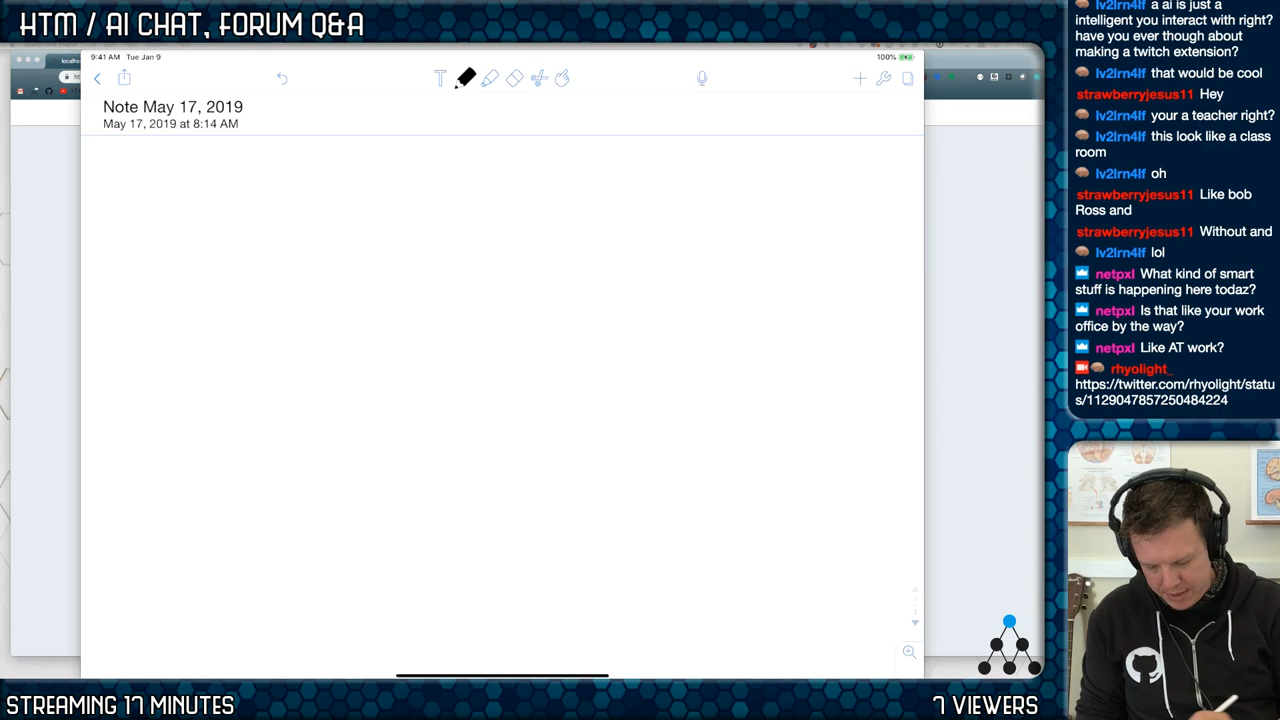 HTM / AI CHAT, FORUM Q&A
9:41 AM Tue Jan 9
100%
Note May 17, 2019
May 17, 2019 at 8:14 AM
lv2lrn4lf a ai is just a
intelligent you interact with right?
have you ever though about
making a twitch extension?
lv2lrn4lf that would be cool
strawberryjesus11 Hey
lv2lrn4lf your a teacher right?
lv2lrn4lf this look like a class
room
lv2lrn4lf oh
strawberryjesus11 Like bob
Ross and
strawberryjesus11 Without and
lv2lrn4lf lol
netpxl What kind of smart
stuff is happening here todaz?
netpxl Is that like your work
office by the way?
netpxl Like AT work?
rhyolight_
https://twitter.com/rhyolight/statu
s/1129047857250484224
STREAMING 17 MINUTES
7 VIEWERS